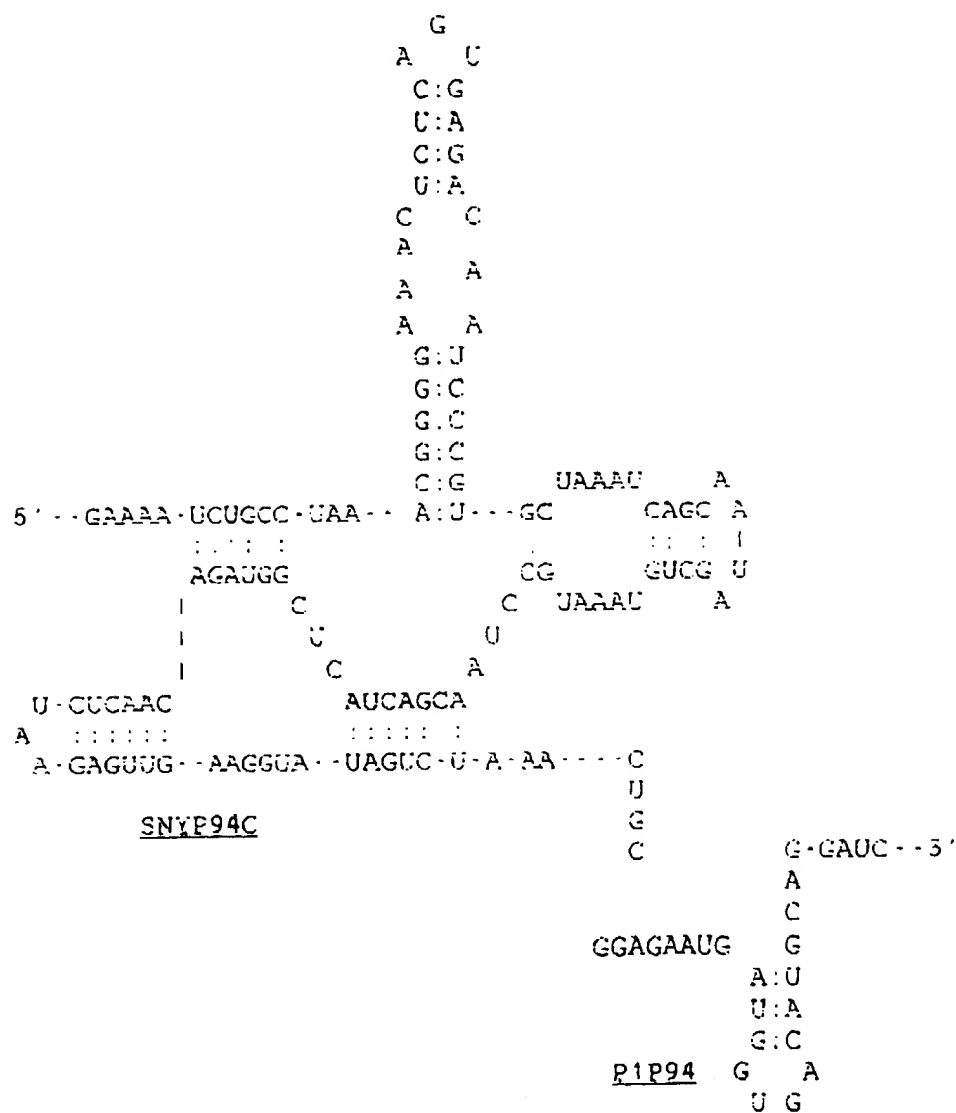 G
A U
C:G
U:A
C:G
U:A
C C
A
A
A
A A
G:U
G:C
G.C
G:C
C:G UAAAU A
5'--GAAAA-UCUGCC-UAA-- A:U---GC CAGC A
:.':: . ::: |
AGAUGG CG GUCG U
| C C UAAAU A
| U U
| C A
U-CUCAAC AUCAGCA
A :::::: ::::: :
A-GAGUUG--AAGGUA--UAGUC-U-A-AA----C
U
SNYP94C G
C G-GAUC--3'
A
C
GGAGAAUG G
A:U
U:A
G:C
P1P94 G A
U G